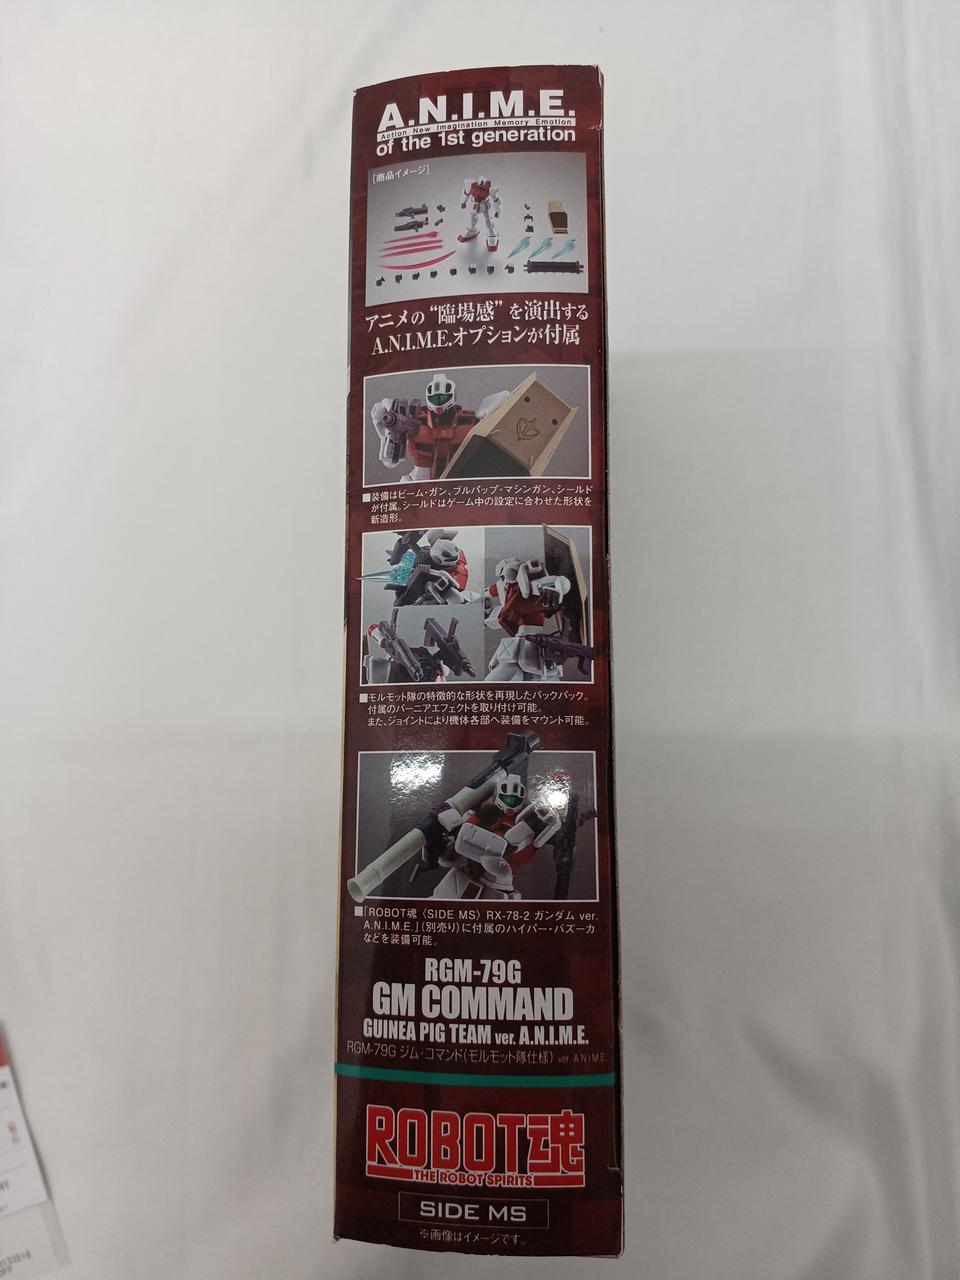 A.N.I.M.E.
Action New Imagination Memory Emotion
of the 1st generation
[商品イメージ]
アニメの“臨場感”を演出する
A.N.I.M.E.オプションが付属
■装備はビーム・ガン、ブルパップ・マシンガン、シールド
が付属。シールドはゲーム中の設定に合わせた形状を
新造形。
■モルモット隊の特徴的な形状を再現したバックパック。
付属のバーニアエフェクトを取り付け可能。
また、ジョイントにより機体各部へ装備をマウント可能。
■「ROBOT魂〈SIDE MS〉RX-78-2 ガンダム ver.
A.N.I.M.E.」(別売り)に付属のハイパー・バズーカ
などを装備可能。
RGM-79G
GM COMMAND
GUINEA PIG TEAM ver. A.N.I.M.E.
RGM-79G ジム・コマンド(モルモット隊仕様) ver. A.N.I.M.E.
ROBOT魂
THE ROBOT SPIRITS
SIDE MS
※画像はイメージです。